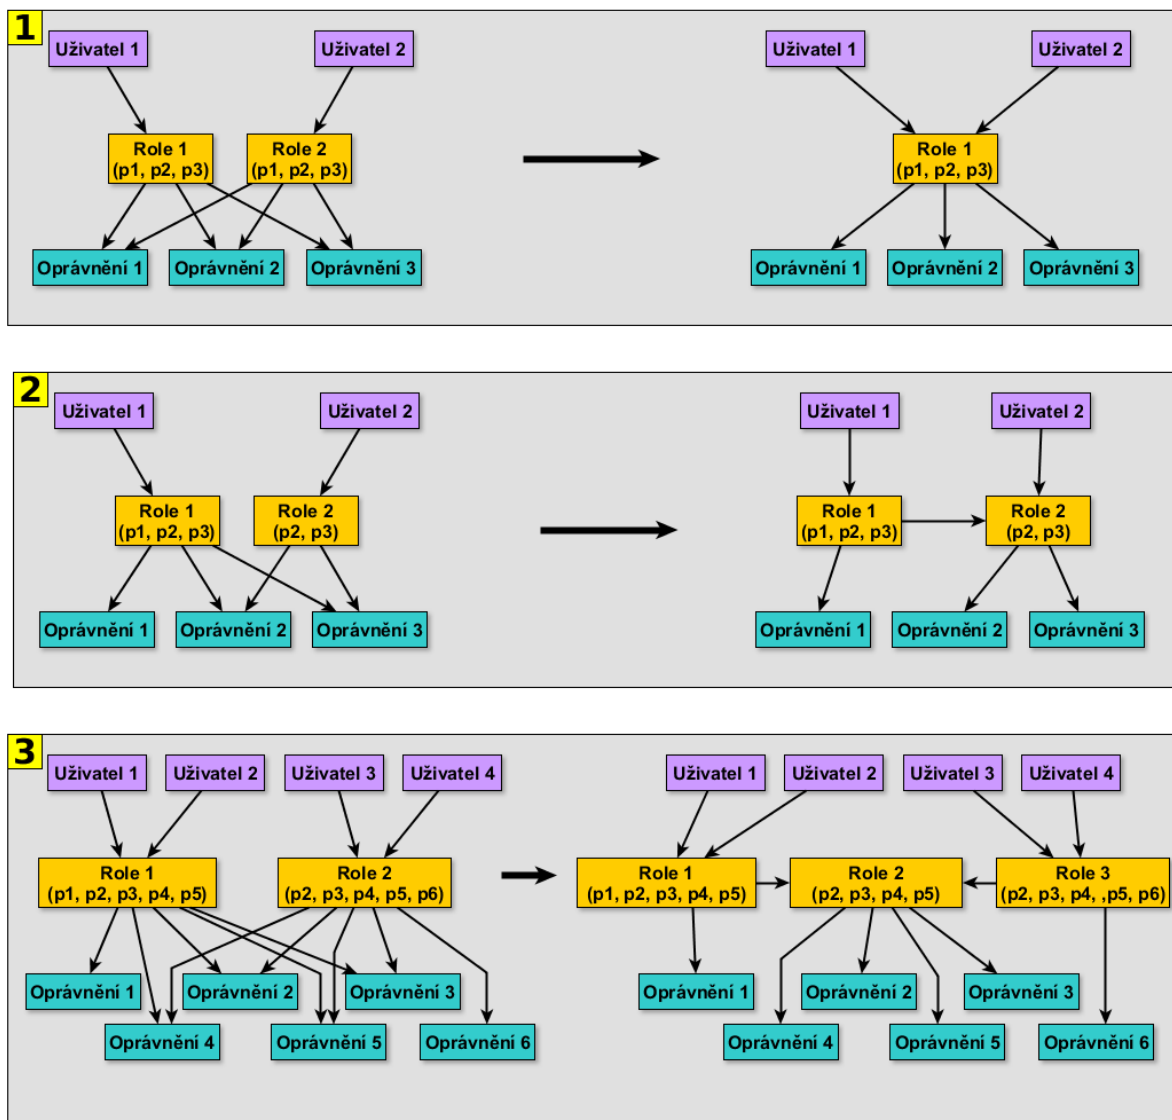 1
Uživatel 1
Uživatel 2
Uživatel 1
Uživatel 2
Role 1
(p1, p2, p3)
Role 2
(p1, p2, p3)
Role 1
(p1, p2, p3)
Oprávnění 1
Oprávnění 2
Oprávnění 3
Oprávnění 1
Oprávnění 2
Oprávnění 3
2
Uživatel 1
Uživatel 2
Uživatel 1
Uživatel 2
Role 1
(p1, p2, p3)
Role 2
(p2, p3)
Role 1
(p1, p2, p3)
Role 2
(p2, p3)
Oprávnění 1
Oprávnění 2
Oprávnění 3
Oprávnění 1
Oprávnění 2
Oprávnění 3
3
Uživatel 1
Uživatel 2
Uživatel 3
Uživatel 4
Uživatel 1
Uživatel 2
Uživatel 3
Uživatel 4
Role 1
(p1, p2, p3, p4, p5)
Role 2
(p2, p3, p4, p5, p6)
Role 1
(p1, p2, p3, p4, p5)
Role 2
(p2, p3, p4, p5)
Role 3
(p2, p3, p4, ,p5, p6)
Oprávnění 1
Oprávnění 2
Oprávnění 3
Oprávnění 1
Oprávnění 2
Oprávnění 3
Oprávnění 4
Oprávnění 5
Oprávnění 6
Oprávnění 4
Oprávnění 5
Oprávnění 6